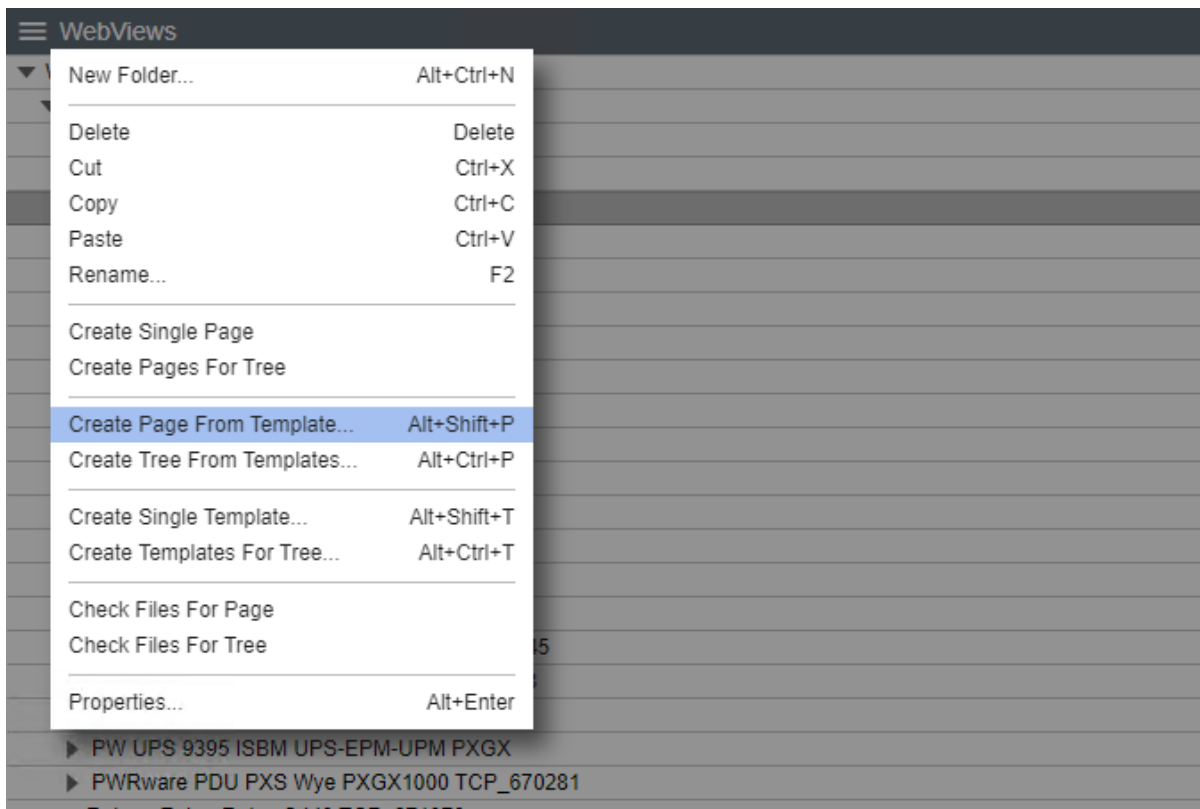 WebViews
New Folder... Alt+Ctrl+N
Delete Delete
Cut Ctrl+X
Copy Ctrl+C
Paste Ctrl+V
Rename... F2
Create Single Page
Create Pages For Tree
Create Page From Template... Alt+Shift+P
Create Tree From Templates... Alt+Ctrl+P
Create Single Template... Alt+Shift+T
Create Templates For Tree... Alt+Ctrl+T
Check Files For Page
Check Files For Tree
Properties... Alt+Enter
PW UPS 9395 ISBM UPS-EPM-UPM PXGX
PWRware PDU PXS Wye PXGX1000 TCP_670281